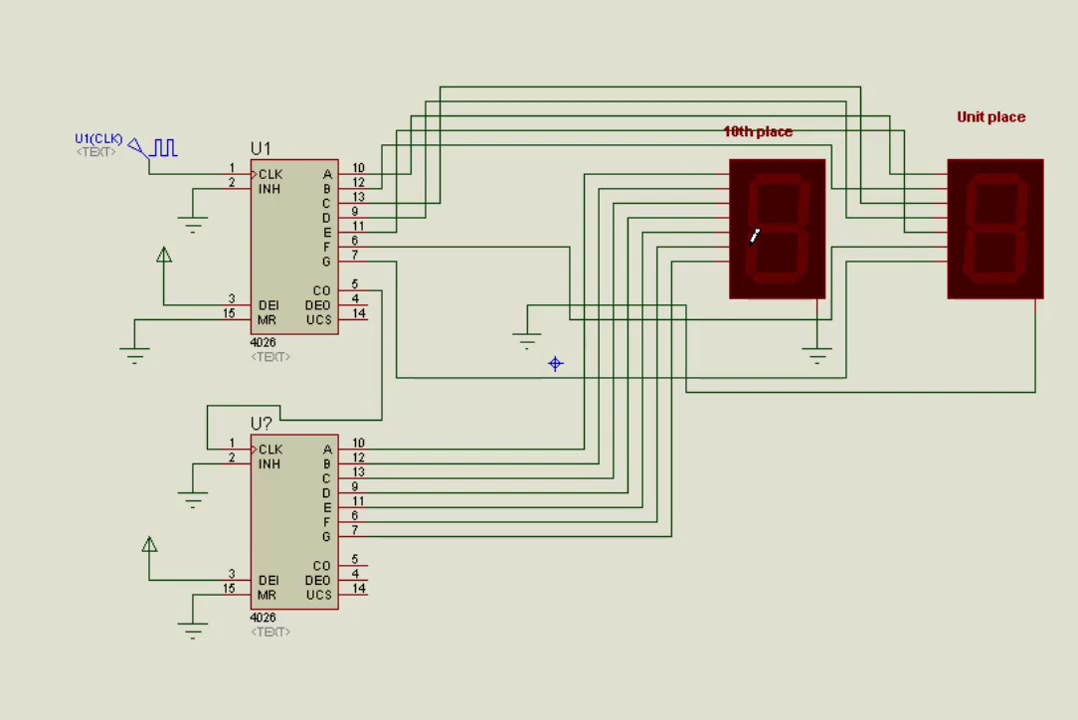 Unit place
10th place
U1(CLK)
<TEXT>
U1
1 CLK A 10
2 INH B 12
C 13
D 9
E 11
F 6
G 7
CO 5
3 DEI DEO 4
15 MR UCS 14
4026
<TEXT>
U?
1 CLK A 10
2 INH B 12
C 13
D 9
E 11
F 6
G 7
CO 5
3 DEI DEO 4
15 MR UCS 14
4026
<TEXT>